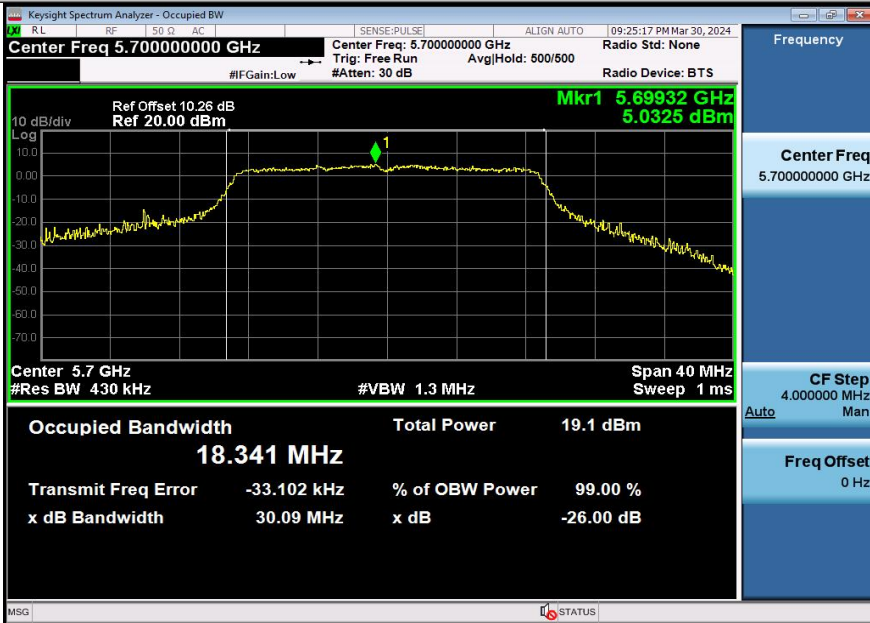 Keysight Spectrum Analyzer - Occupied BW
LXI RL RF 50 Ω AC SENSE:PULSE ALIGN AUTO 09:25:17 PM Mar 30, 2024
Center Freq 5.700000000 GHz
Center Freq: 5.700000000 GHz Radio Std: None
Trig: Free Run Avg|Hold: 500/500
#IFGain:Low #Atten: 30 dB Radio Device: BTS
Frequency
Ref Offset 10.26 dB Mkr1 5.69932 GHz
10 dB/div Ref 20.00 dBm 5.0325 dBm
Log
1
10.0
0.00
-10.0
-20.0
-30.0
-40.0
-50.0
-60.0
-70.0
Center 5.7 GHz Span 40 MHz
#Res BW 430 kHz #VBW 1.3 MHz Sweep 1 ms
Center Freq
5.700000000 GHz
CF Step
4.000000 MHz
Auto Man
Freq Offset
0 Hz
Occupied Bandwidth Total Power 19.1 dBm
18.341 MHz
Transmit Freq Error -33.102 kHz % of OBW Power 99.00 %
x dB Bandwidth 30.09 MHz x dB -26.00 dB
MSG STATUS